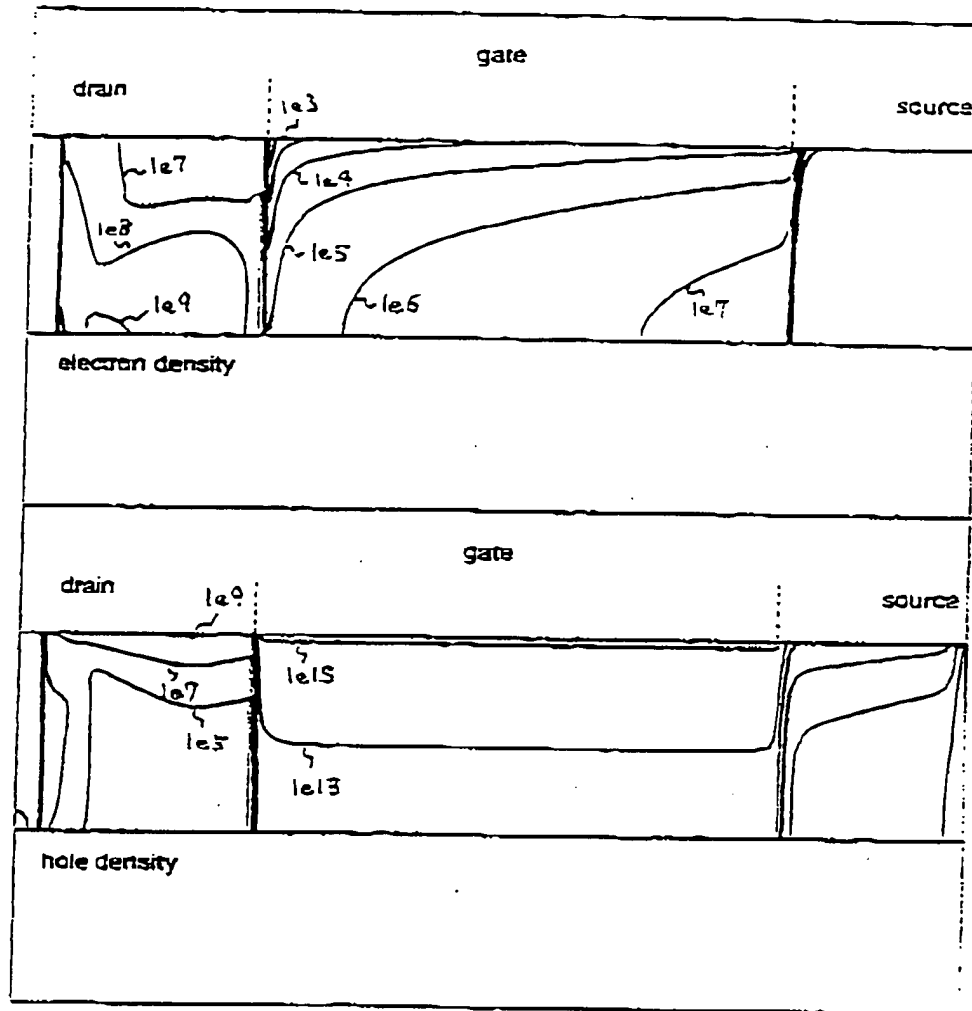 gate
drain
source
1e3
1e7
1e4
1e8
1e5
1e9
1e6
1e7
electron density
gate
drain
source
1e9
1e15
1e7
1e5
1e13
hole density